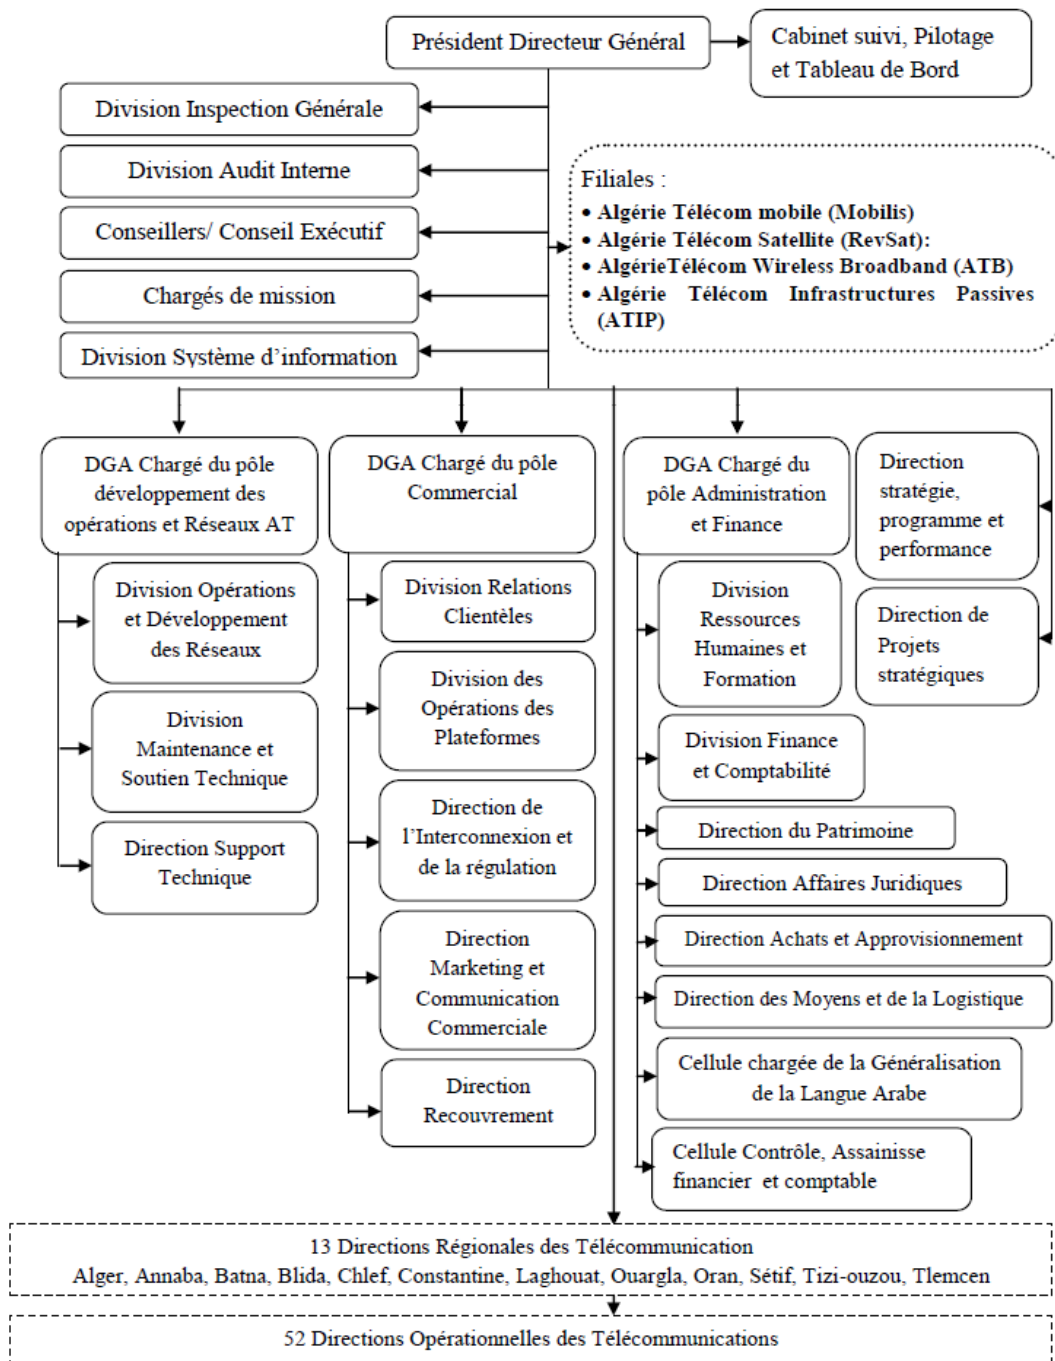 Président Directeur Général
Cabinet suivi, Pilotage
et Tableau de Bord
Division Inspection Générale
Division Audit Interne
Conseillers/ Conseil Exécutif
Chargés de mission
Division Système d'information
Filiales :
• Algérie Télécom mobile (Mobilis)
• Algérie Télécom Satellite (RevSat):
• AlgérieTélécom Wireless Broadband (ATB)
• Algérie Télécom Infrastructures Passives
(ATIP)
DGA Chargé du pôle
développement des
opérations et Réseaux AT
Division Opérations
et Développement
des Réseaux
Division
Maintenance et
Soutien Technique
Direction Support
Technique
DGA Chargé du pôle
Commercial
Division Relations
Clientèles
Division des
Opérations des
Plateformes
Direction de
l'Interconnexion et
de la régulation
Direction
Marketing et
Communication
Commerciale
Direction
Recouvrement
DGA Chargé du
pôle Administration
et Finance
Division
Ressources
Humaines et
Formation
Division Finance
et Comptabilité
Direction du Patrimoine
Direction Affaires Juridiques
Direction Achats et Approvisionnement
Direction des Moyens et de la Logistique
Cellule chargée de la Généralisation
de la Langue Arabe
Cellule Contrôle, Assainisse
financier et comptable
Direction
stratégie,
programme et
performance
Direction de
Projets
stratégiques
13 Directions Régionales des Télécommunication
Alger, Annaba, Batna, Blida, Chlef, Constantine, Laghouat, Ouargla, Oran, Sétif, Tizi-ouzou, Tlemcen
52 Directions Opérationnelles des Télécommunications